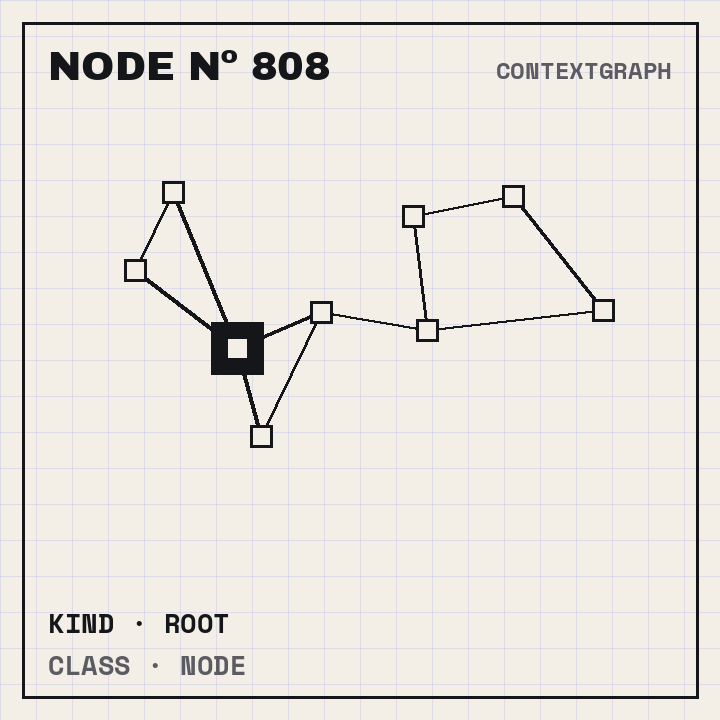 NODE Nº 808
CONTEXTGRAPH
KIND · ROOT
CLASS · NODE